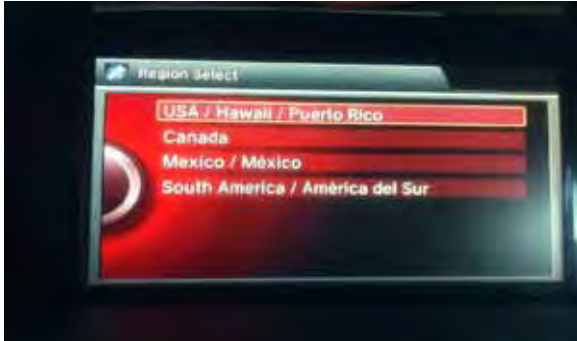 Region Select
USA / Hawaii / Puerto Rico
Canada
Mexico / México
South America / América del Sur